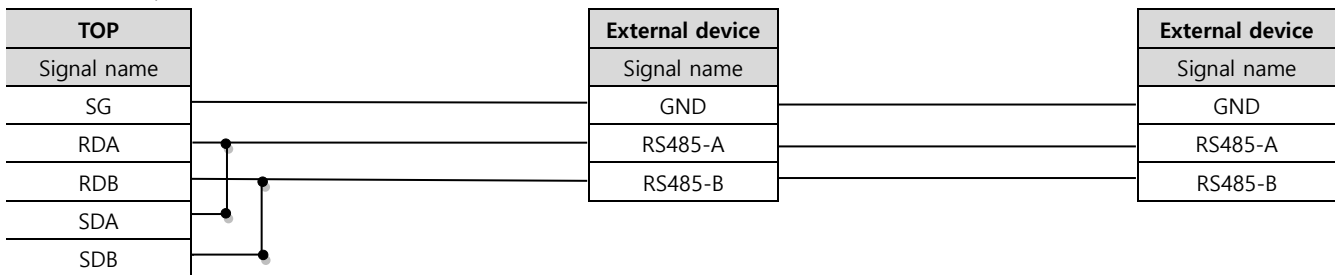 TOP External device External device
Signal name Signal name Signal name
SG GND GND
RDA RS485-A RS485-A
RDB RS485-B RS485-B
SDA
SDB